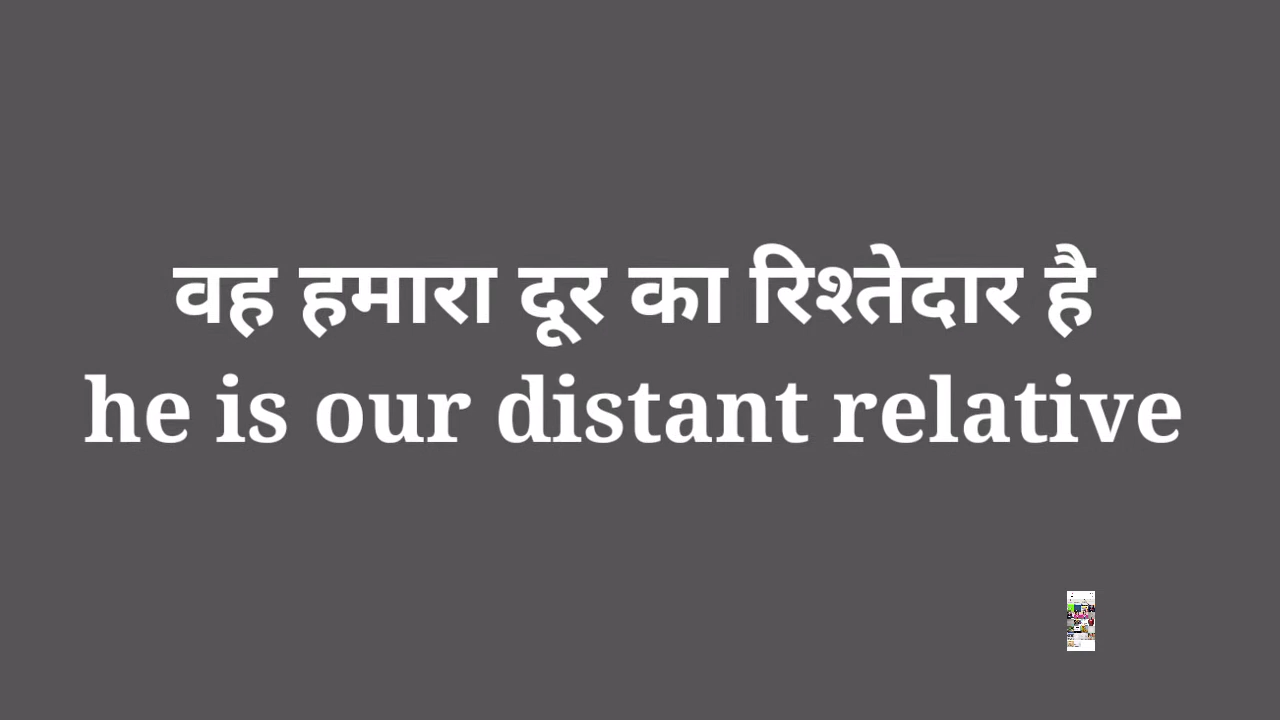 वह हमारा दूर का रिश्तेदार है
he is our distant relative